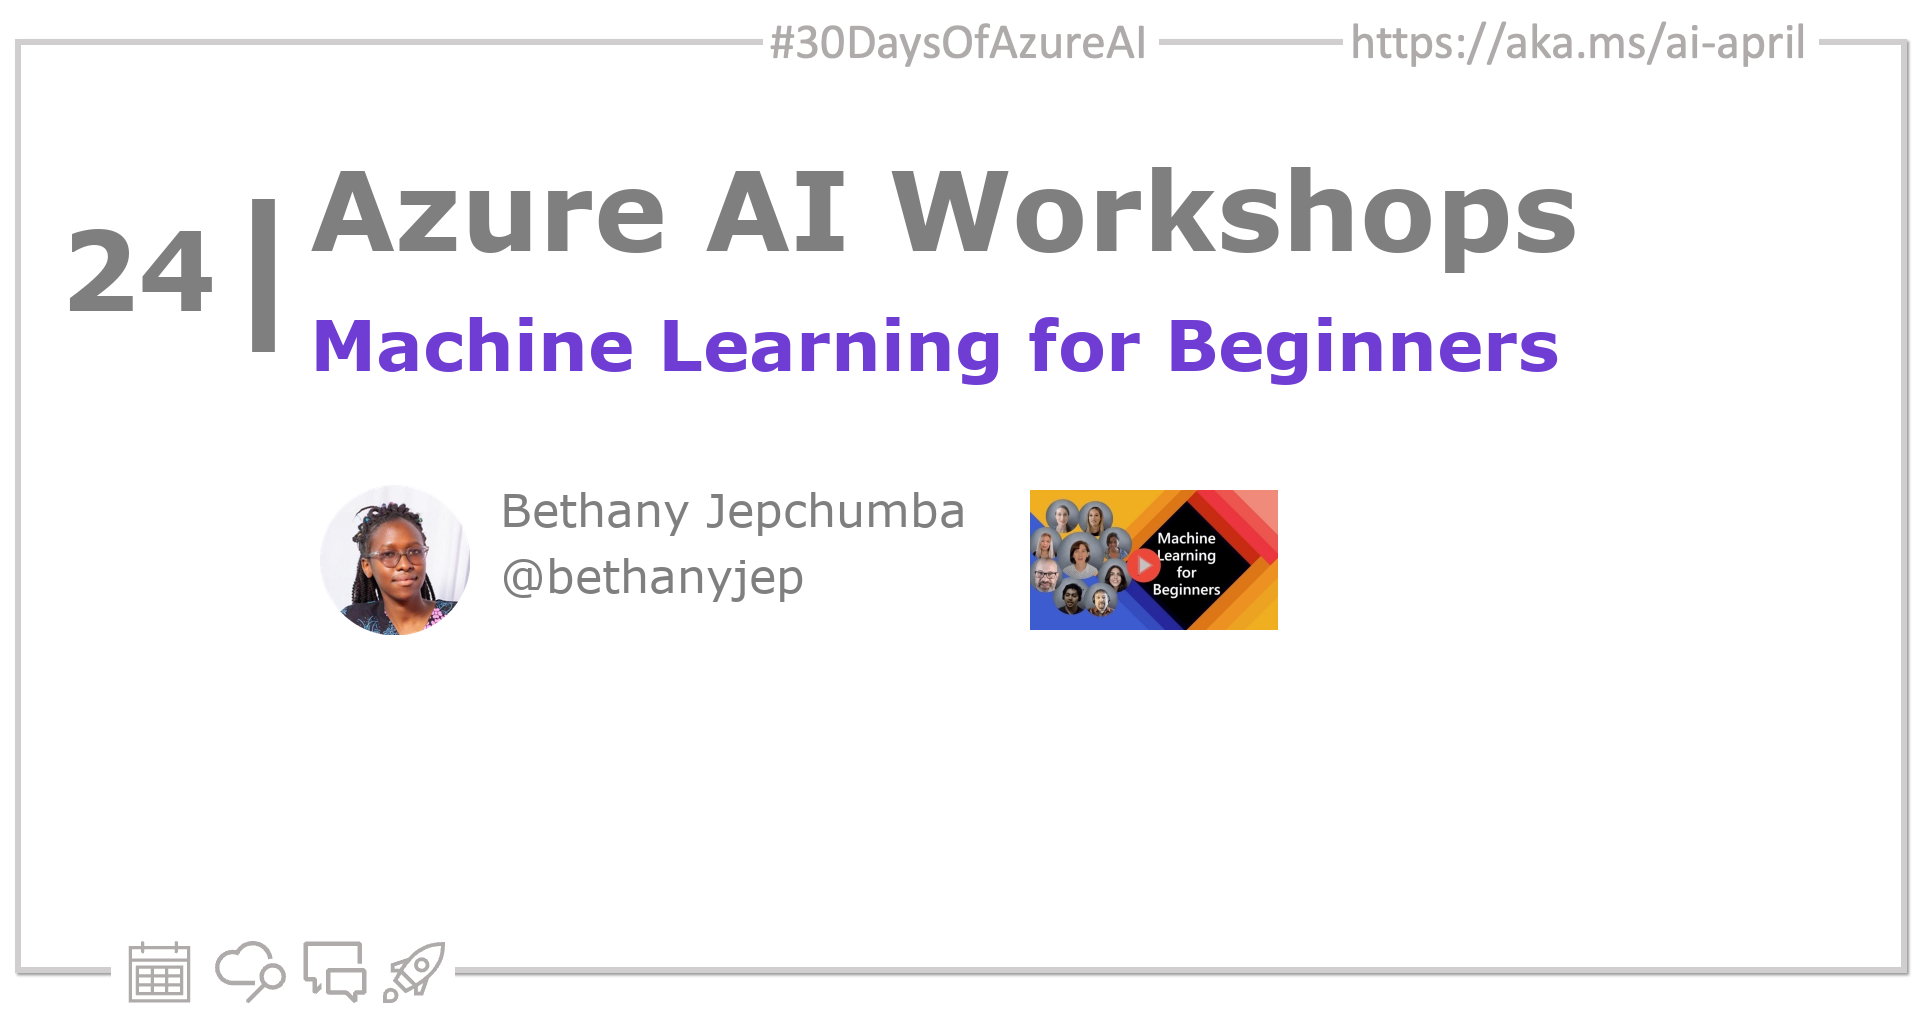 #30DaysOfAzureAI
https://aka.ms/ai-april
24
Azure AI Workshops
Machine Learning for Beginners
Bethany Jepchumba
@bethanyjep
Machine
Learning
for
Beginners